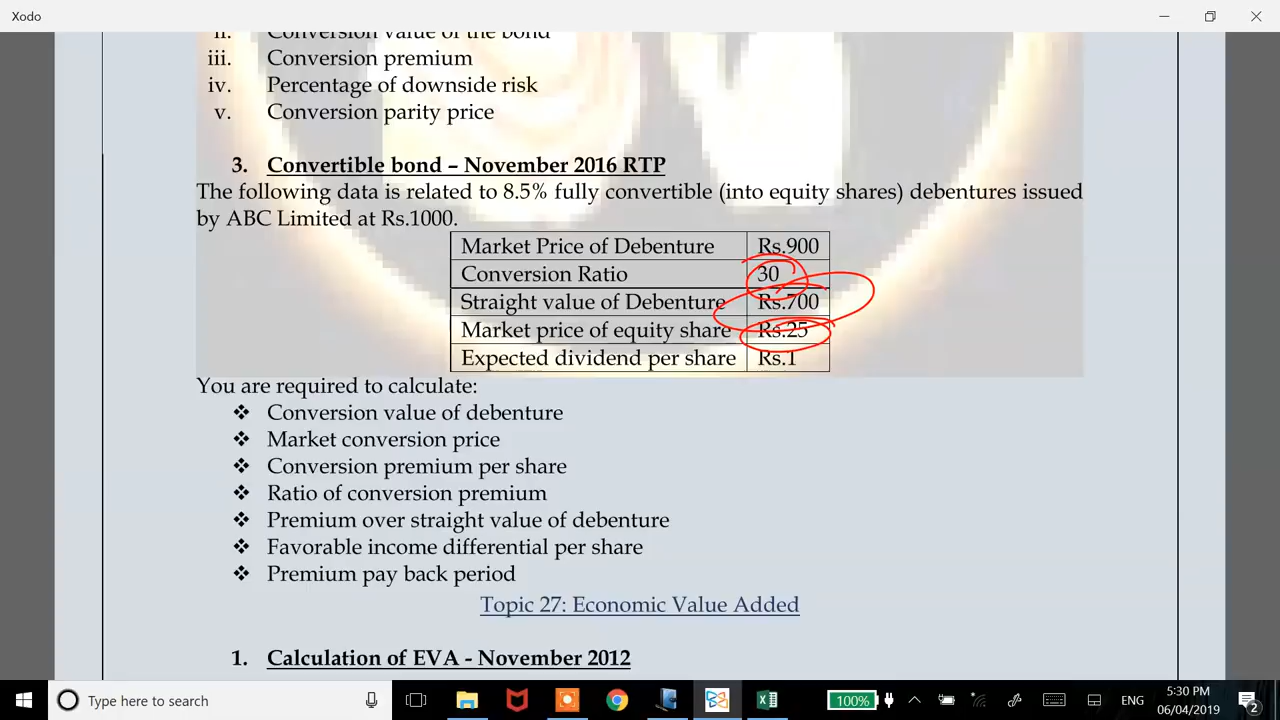 Xodo
ii. Conversion value of the bond
iii. Conversion premium
iv. Percentage of downside risk
v. Conversion parity price
3. Convertible bond – November 2016 RTP
The following data is related to 8.5% fully convertible (into equity shares) debentures issued
by ABC Limited at Rs.1000.
Market Price of Debenture Rs.900
Conversion Ratio 30
Straight value of Debenture Rs.700
Market price of equity share Rs.25
Expected dividend per share Rs.1
You are required to calculate:
❖ Conversion value of debenture
❖ Market conversion price
❖ Conversion premium per share
❖ Ratio of conversion premium
❖ Premium over straight value of debenture
❖ Favorable income differential per share
❖ Premium pay back period
Topic 27: Economic Value Added
1. Calculation of EVA - November 2012
Type here to search
100%
ENG
5:30 PM
06/04/2019
2